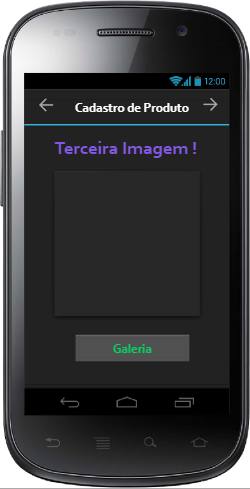 12:00
Cadastro de Produto
Terceira Imagem !
Galeria